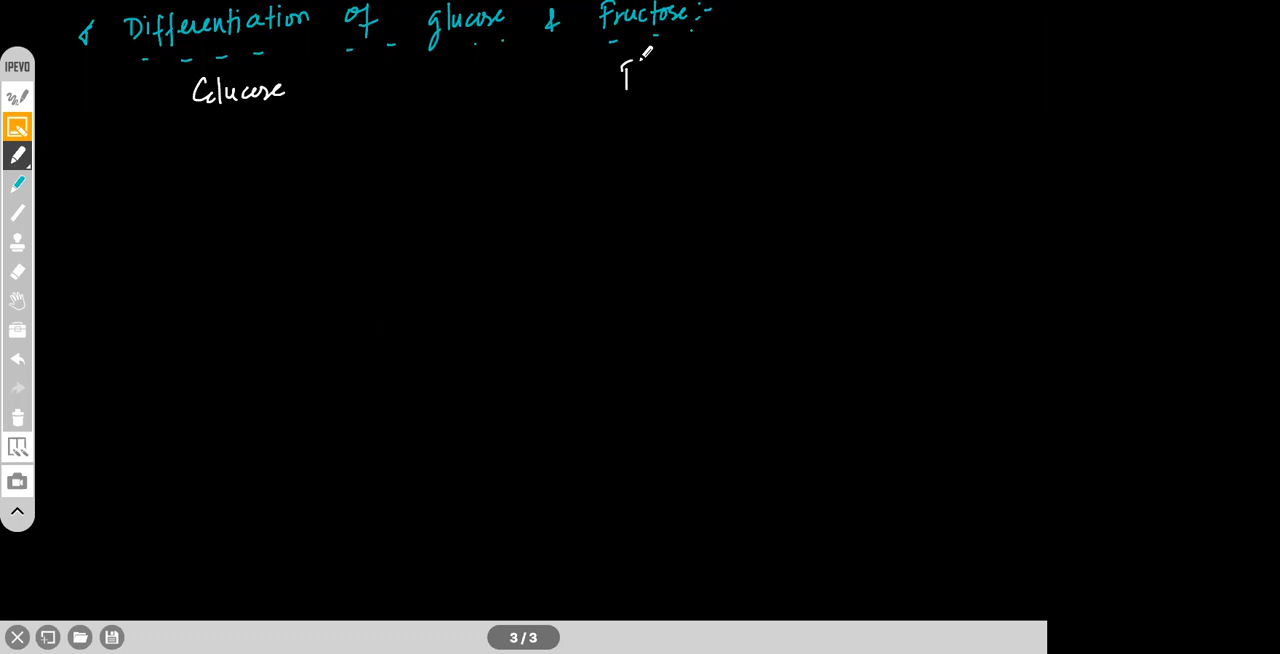 Differentiation of glucose & Fructose :-
IPEVO
Glucose
3 / 3